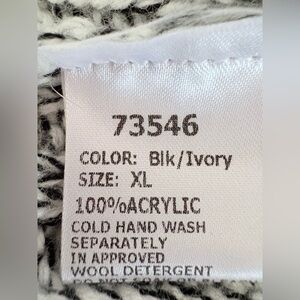 73546
COLOR: Blk/Ivory
SIZE: XL
100%ACRYLIC
COLD HAND WASH
SEPARATELY
IN APPROVED
WOOL DETERGENT